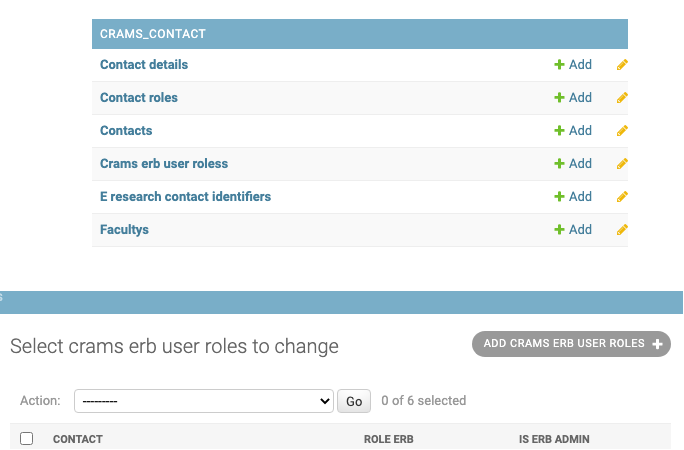 CRAMS_CONTACT
Contact details Add
Contact roles Add
Contacts Add
Crams erb user roless Add
E research contact identifiers Add
Facultys Add
s
Select crams erb user roles to change ADD CRAMS ERB USER ROLES +
Action: --------- Go 0 of 6 selected
CONTACT ROLE ERB IS ERB ADMIN